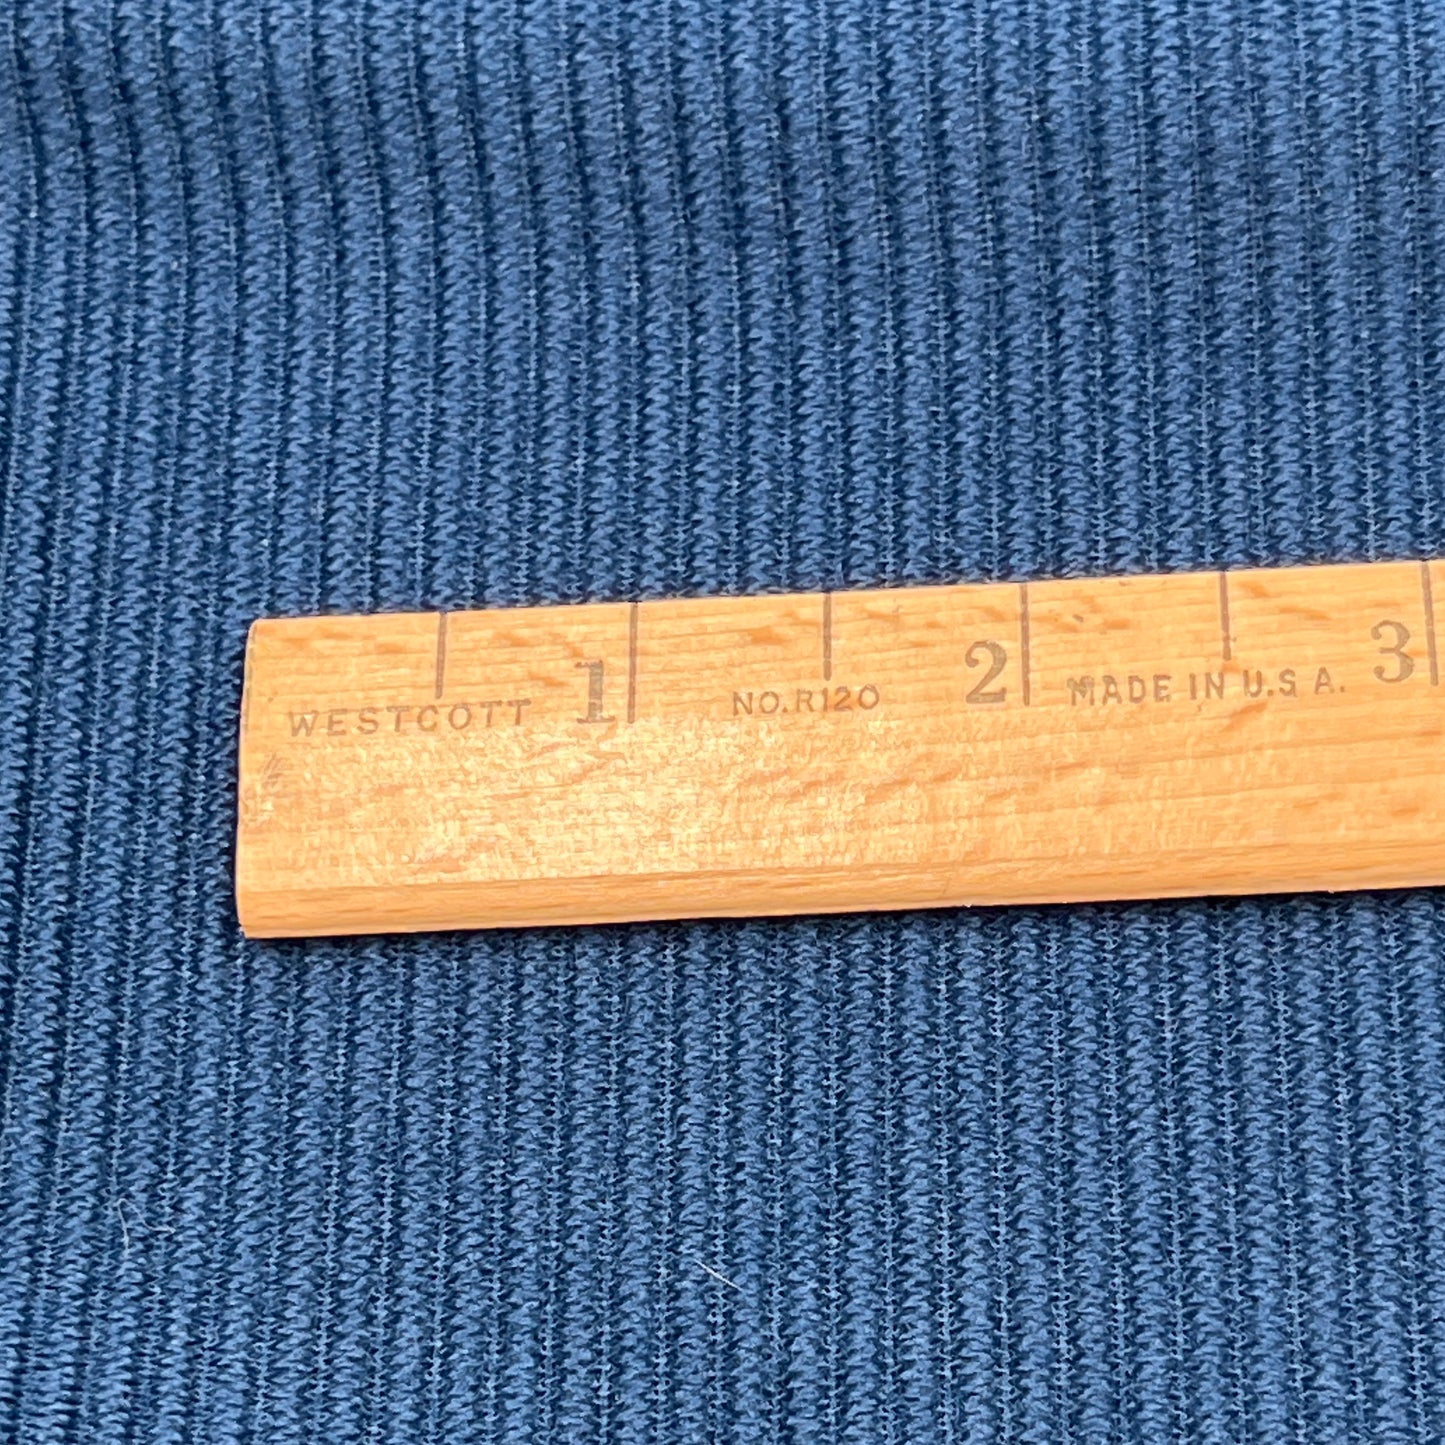 1 2 3
WESTCOTT NO.R120 MADE IN U.S A.